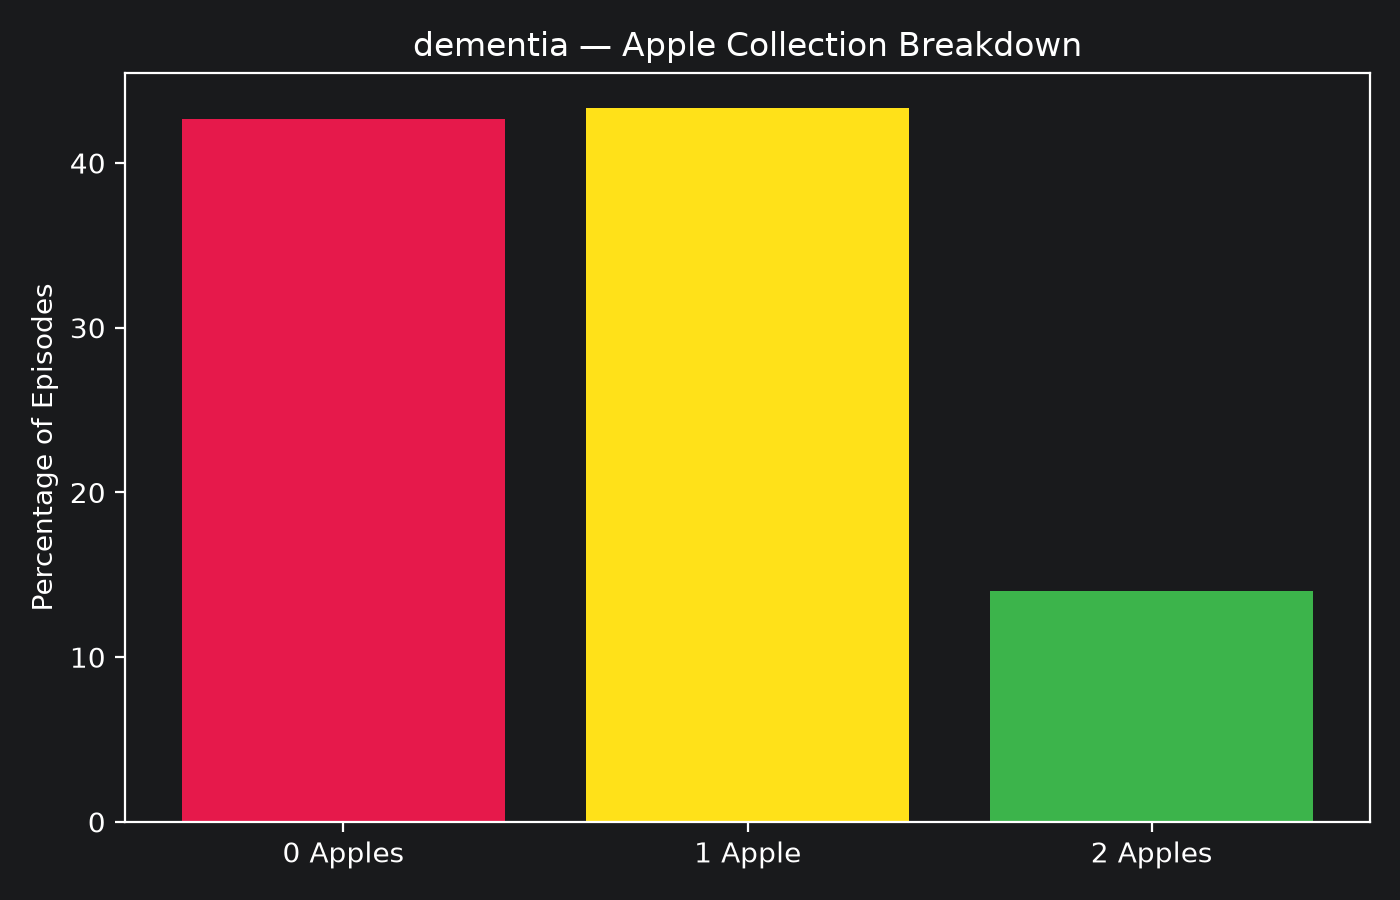 dementia — Apple Collection Breakdown
Percentage of Episodes
40
30
20
10
0
0 Apples
1 Apple
2 Apples